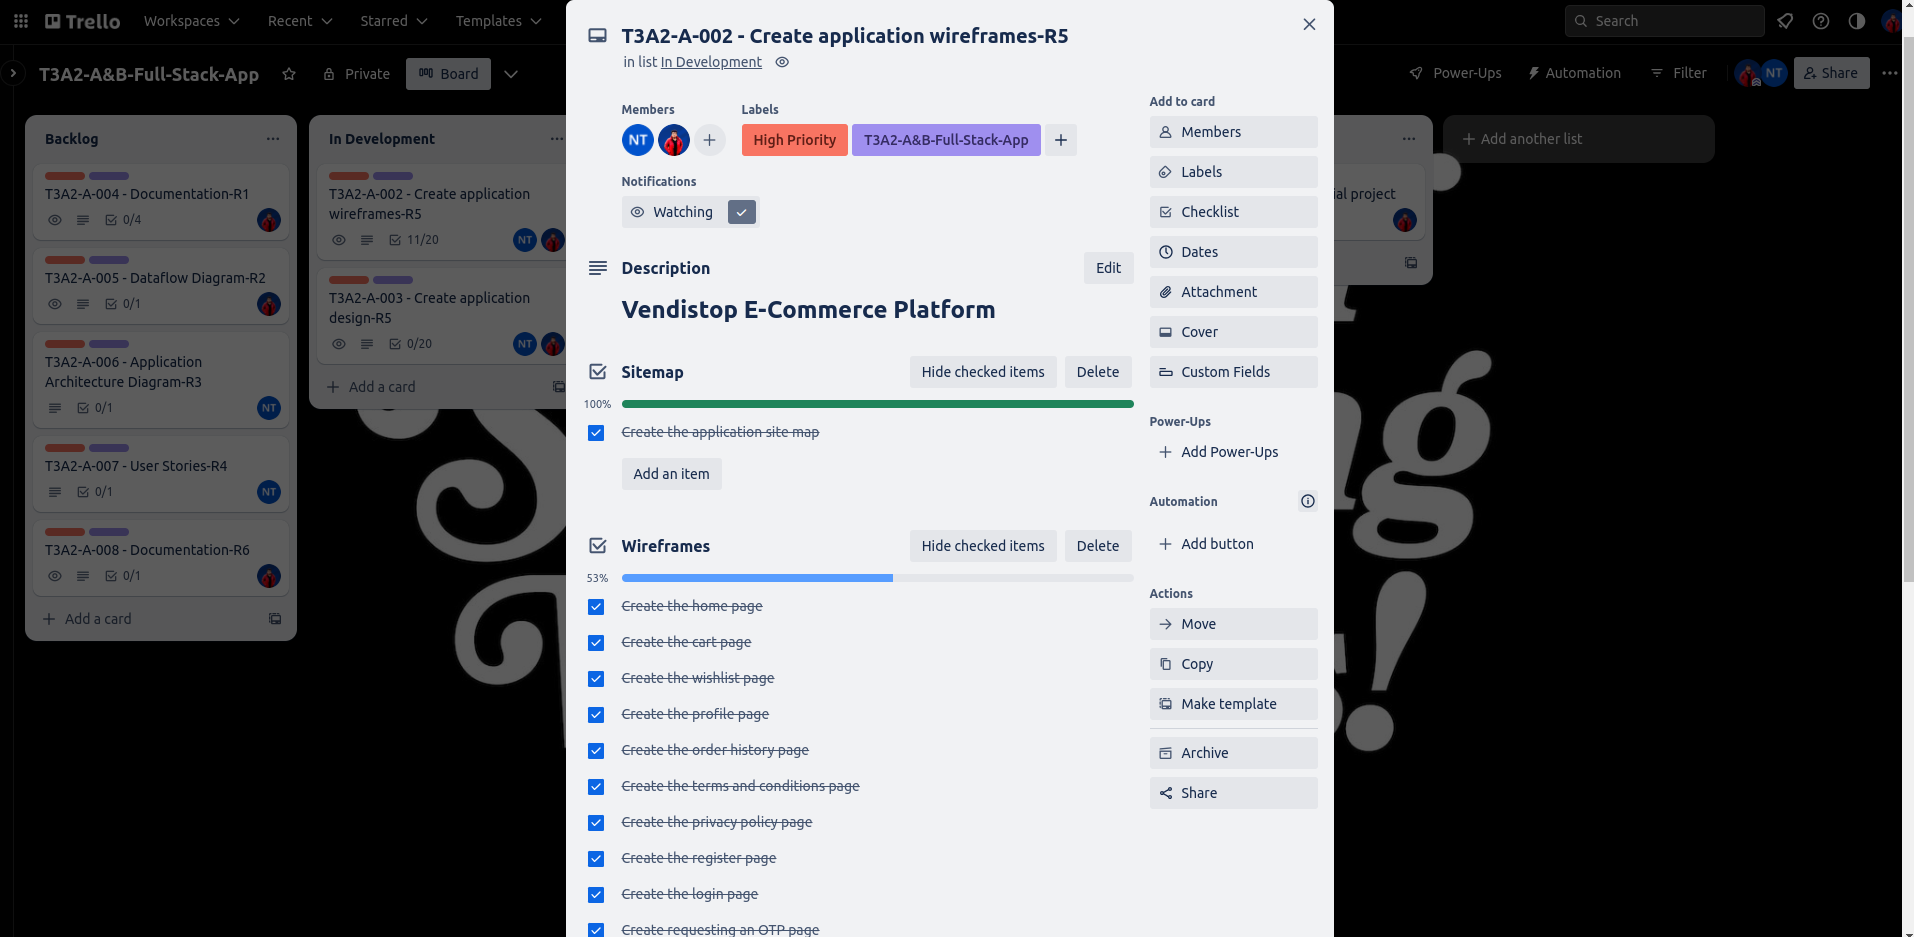 Trello
Workspaces
Recent
Starred
Templates
Search
T3A2-A&B-Full-Stack-App
Private
Board
Power-Ups
Automation
Filter
NT
Share
Backlog
T3A2-A-004 - Documentation-R1
0/4
T3A2-A-005 - Dataflow Diagram-R2
0/1
T3A2-A-006 - Application
Architecture Diagram-R3
0/1
NT
T3A2-A-007 - User Stories-R4
0/1
NT
T3A2-A-008 - Documentation-R6
0/1
Add a card
In Development
T3A2-A-002 - Create application
wireframes-R5
11/20
NT
T3A2-A-003 - Create application
design-R5
0/20
NT
Add a card
T3A2-A-002 - Create application wireframes-R5
in list In Development
Members
NT
Labels
High Priority
T3A2-A&B-Full-Stack-App
Notifications
Watching
Description
Edit
Vendistop E-Commerce Platform
Sitemap
Hide checked items
Delete
100%
Create the application site map
Add an item
Wireframes
Hide checked items
Delete
53%
Create the home page
Create the cart page
Create the wishlist page
Create the profile page
Create the order history page
Create the terms and conditions page
Create the privacy policy page
Create the register page
Create the login page
Create requesting an OTP page
Add to card
Members
Labels
Checklist
Dates
Attachment
Cover
Custom Fields
Power-Ups
Add Power-Ups
Automation
Add button
Actions
Move
Copy
Make template
Archive
Share
project
Add another list